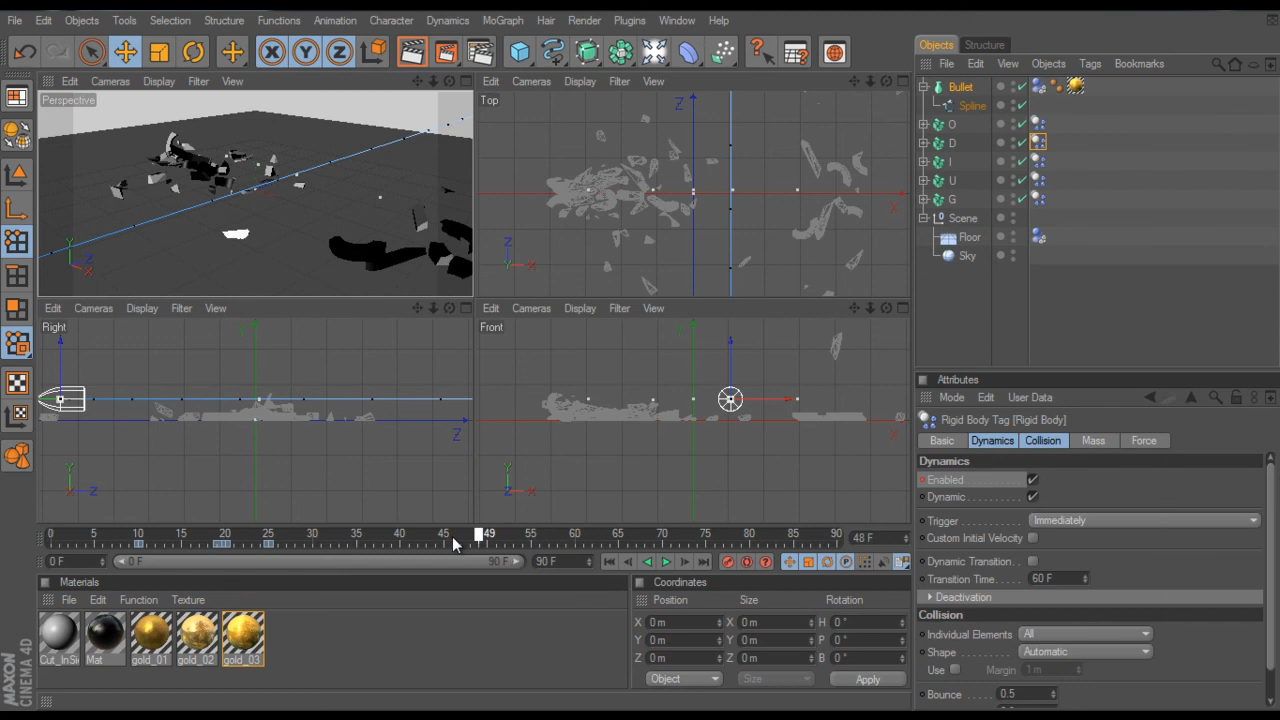 File Edit Objects Tools Selection Structure Functions Animation Character Dynamics MoGraph Hair Render Plugins Window Help
X Y Z
Objects Structure
File Edit View Objects Tags Bookmarks
Bullet
Spline
O
D
I
U
G
Scene
Floor
Sky
Edit Cameras Display Filter View
Perspective
Edit Cameras Display Filter View
Top
Z
X
Z
X
Y
Z
X
Edit Cameras Display Filter View
Right
Y
Z
Y
X Z
Edit Cameras Display Filter View
Front
Y
X
Y
Z X
Attributes
Mode Edit User Data
Rigid Body Tag [Rigid Body]
Basic Dynamics Collision Mass Force
Dynamics
Enabled
Dynamic
Trigger Immediately
Custom Initial Velocity
Dynamic Transition
Transition Time 60 F
Deactivation
Collision
Individual Elements All
Shape Automatic
Use Margin 1 m
Bounce 0.5
0 5 10 15 20 25 30 35 40 45 49 55 60 65 70 75 80 85 90 48 F
0 F 0 F 90 F 90 F
Materials
File Edit Function Texture
Cut_InSi Mat gold_01 gold_02 gold_03
Coordinates
Position Size Rotation
X 0 m X 0 m H 0 °
Y 0 m Y 0 m P 0 °
Z 0 m Z 0 m B 0 °
Object Size Apply
MAXON
CINEMA 4D